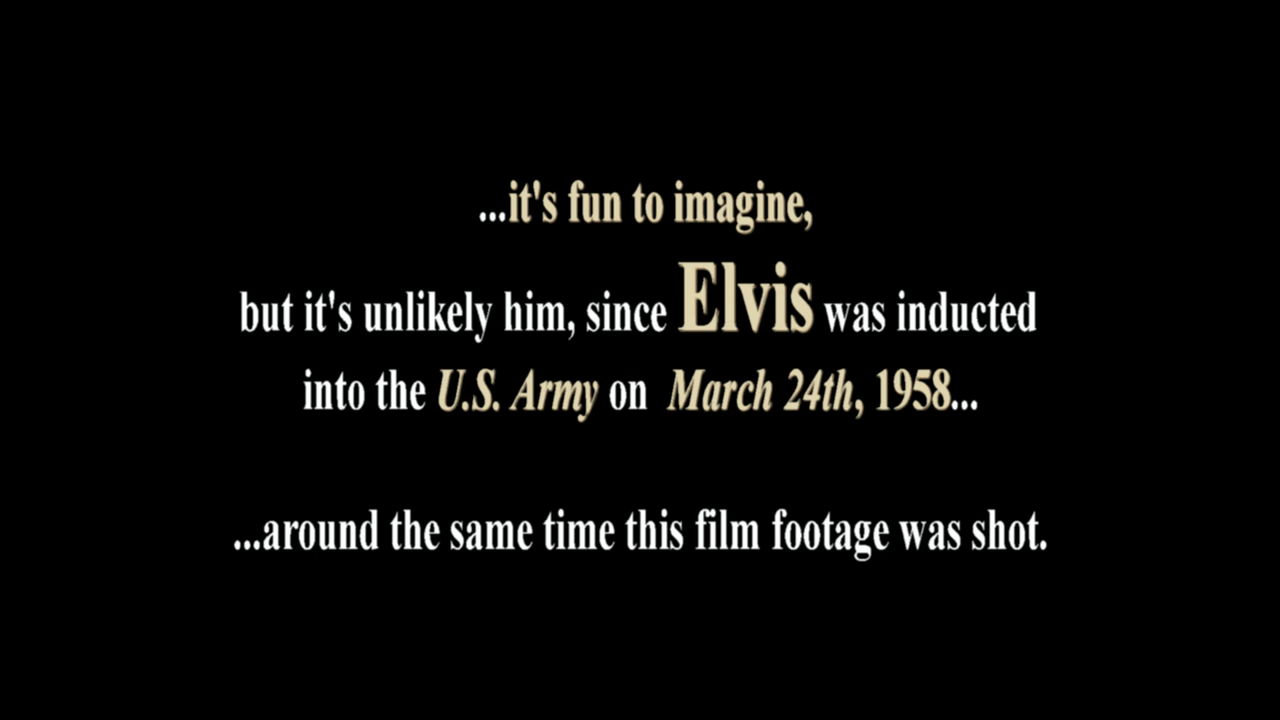 ...it's fun to imagine,
but it's unlikely him, since Elvis was inducted
into the U.S. Army on March 24th, 1958...
...around the same time this film footage was shot.